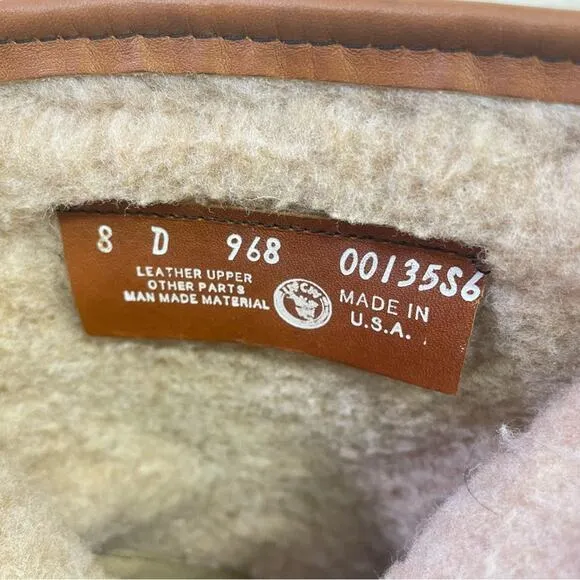 8 D 968 00135S6
LEATHER UPPER
OTHER PARTS
MAN MADE MATERIAL
MADE IN
U.S.A.